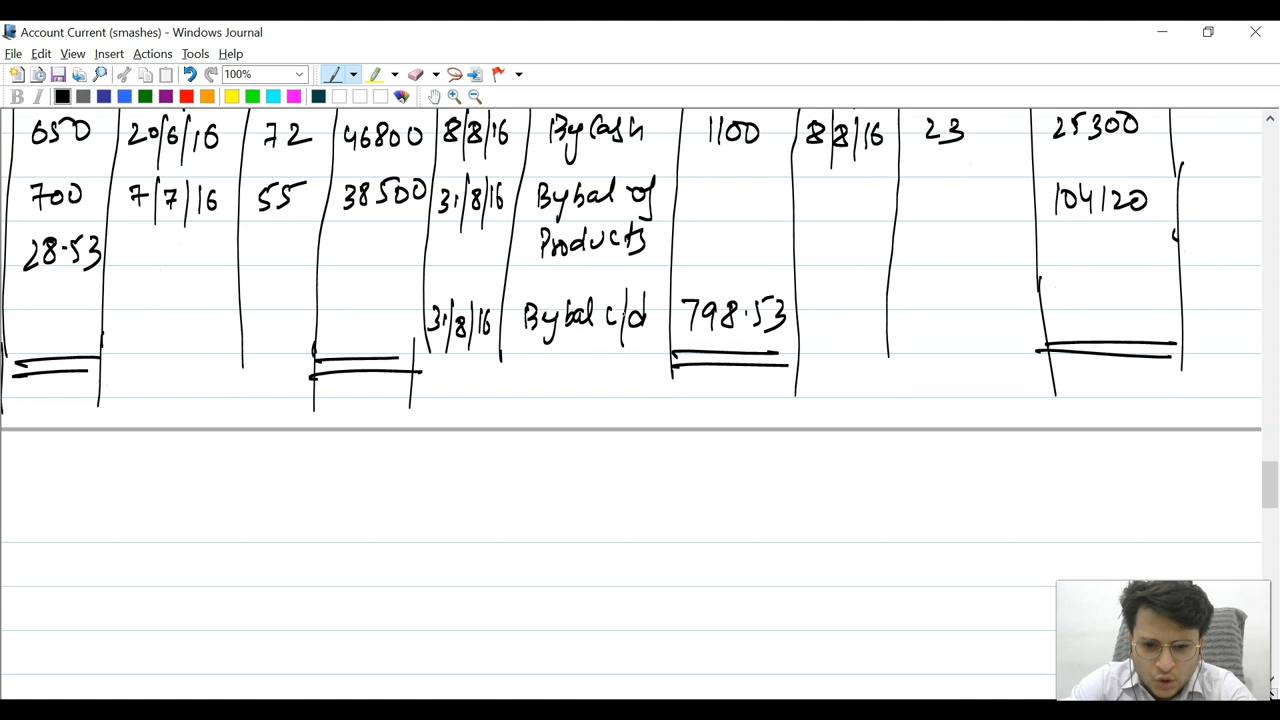 Account Current (smashes) - Windows Journal
File Edit View Insert Actions Tools Help
100%
B I
650 20/6/16 72 46800 8/8/16 By Cash 1100 8/8/16 23 25300
700 7/7/16 55 38500 31/8/16 By bal of 104120
28.53 Products
31/8/16 By bal c/d 798.53